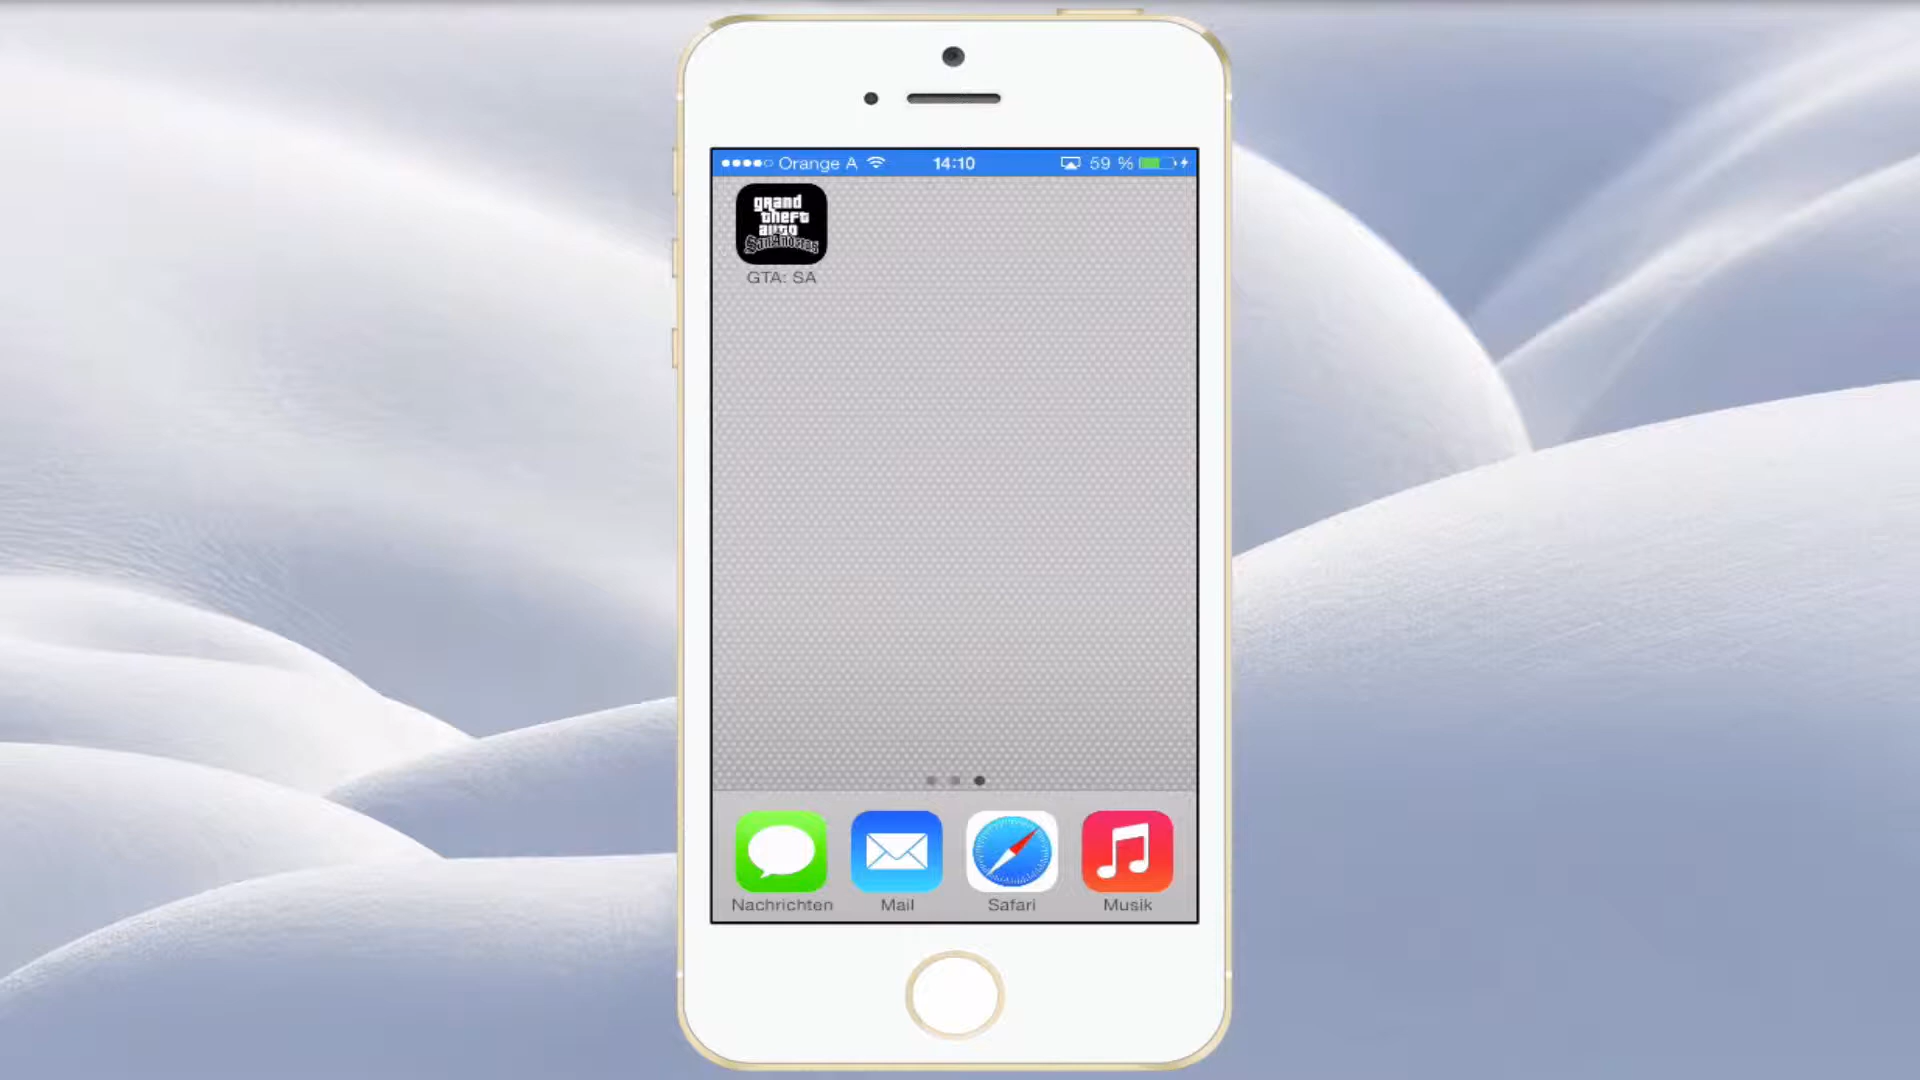 Orange A 14:10 59 %
grand
theft
auto
San Andreas
GTA: SA
Nachrichten Mail Safari Musik